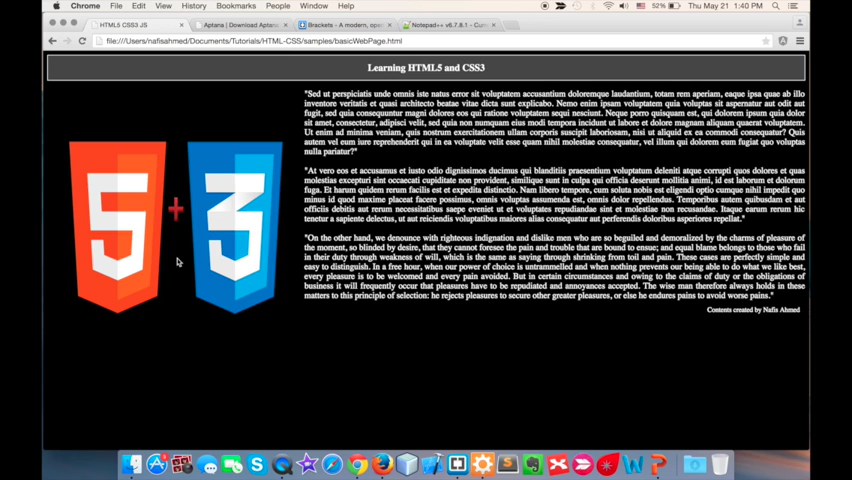 Chrome File Edit View History Bookmarks People Window Help 52% Thu May 21 1:40 PM
HTML5 CSS3 JS Aptana | Download Aptana Brackets - A modern, open Notepad++ v6.7.8.1 - Curr
file:///Users/nafisahmed/Documents/Tutorials/HTML-CSS/samples/basicWebPage.html
Learning HTML5 and CSS3
"Sed ut perspiciatis unde omnis iste natus error sit voluptatem accusantium doloremque laudantium, totam rem aperiam, eaque ipsa quae ab illo
inventore veritatis et quasi architecto beatae vitae dicta sunt explicabo. Nemo enim ipsam voluptatem quia voluptas sit aspernatur aut odit aut
fugit, sed quia consequuntur magni dolores eos qui ratione voluptatem sequi nesciunt. Neque porro quisquam est, qui dolorem ipsum quia dolor
sit amet, consectetur, adipisci velit, sed quia non numquam eius modi tempora incidunt ut labore et dolore magnam aliquam quaerat voluptatem.
Ut enim ad minima veniam, quis nostrum exercitationem ullam corporis suscipit laboriosam, nisi ut aliquid ex ea commodi consequatur? Quis
autem vel eum iure reprehenderit qui in ea voluptate velit esse quam nihil molestiae consequatur, vel illum qui dolorem eum fugiat quo voluptas
nulla pariatur?"
"At vero eos et accusamus et iusto odio dignissimos ducimus qui blanditiis praesentium voluptatum deleniti atque corrupti quos dolores et quas
molestias excepturi sint occaecati cupiditate non provident, similique sunt in culpa qui officia deserunt mollitia animi, id est laborum et dolorum
fuga. Et harum quidem rerum facilis est et expedita distinctio. Nam libero tempore, cum soluta nobis est eligendi optio cumque nihil impedit quo
minus id quod maxime placeat facere possimus, omnis voluptas assumenda est, omnis dolor repellendus. Temporibus autem quibusdam et aut
officiis debitis aut rerum necessitatibus saepe eveniet ut et voluptates repudiandae sint et molestiae non recusandae. Itaque earum rerum hic
tenetur a sapiente delectus, ut aut reiciendis voluptatibus maiores alias consequatur aut perferendis doloribus asperiores repellat."
"On the other hand, we denounce with righteous indignation and dislike men who are so beguiled and demoralized by the charms of pleasure of
the moment, so blinded by desire, that they cannot foresee the pain and trouble that are bound to ensue; and equal blame belongs to those who fail
in their duty through weakness of will, which is the same as saying through shrinking from toil and pain. These cases are perfectly simple and
easy to distinguish. In a free hour, when our power of choice is untrammelled and when nothing prevents our being able to do what we like best,
every pleasure is to be welcomed and every pain avoided. But in certain circumstances and owing to the claims of duty or the obligations of
business it will frequently occur that pleasures have to be repudiated and annoyances accepted. The wise man therefore always holds in these
matters to this principle of selection: he rejects pleasures to secure other greater pleasures, or else he endures pains to avoid worse pains."
Contents created by Nafis Ahmed
5 + 3